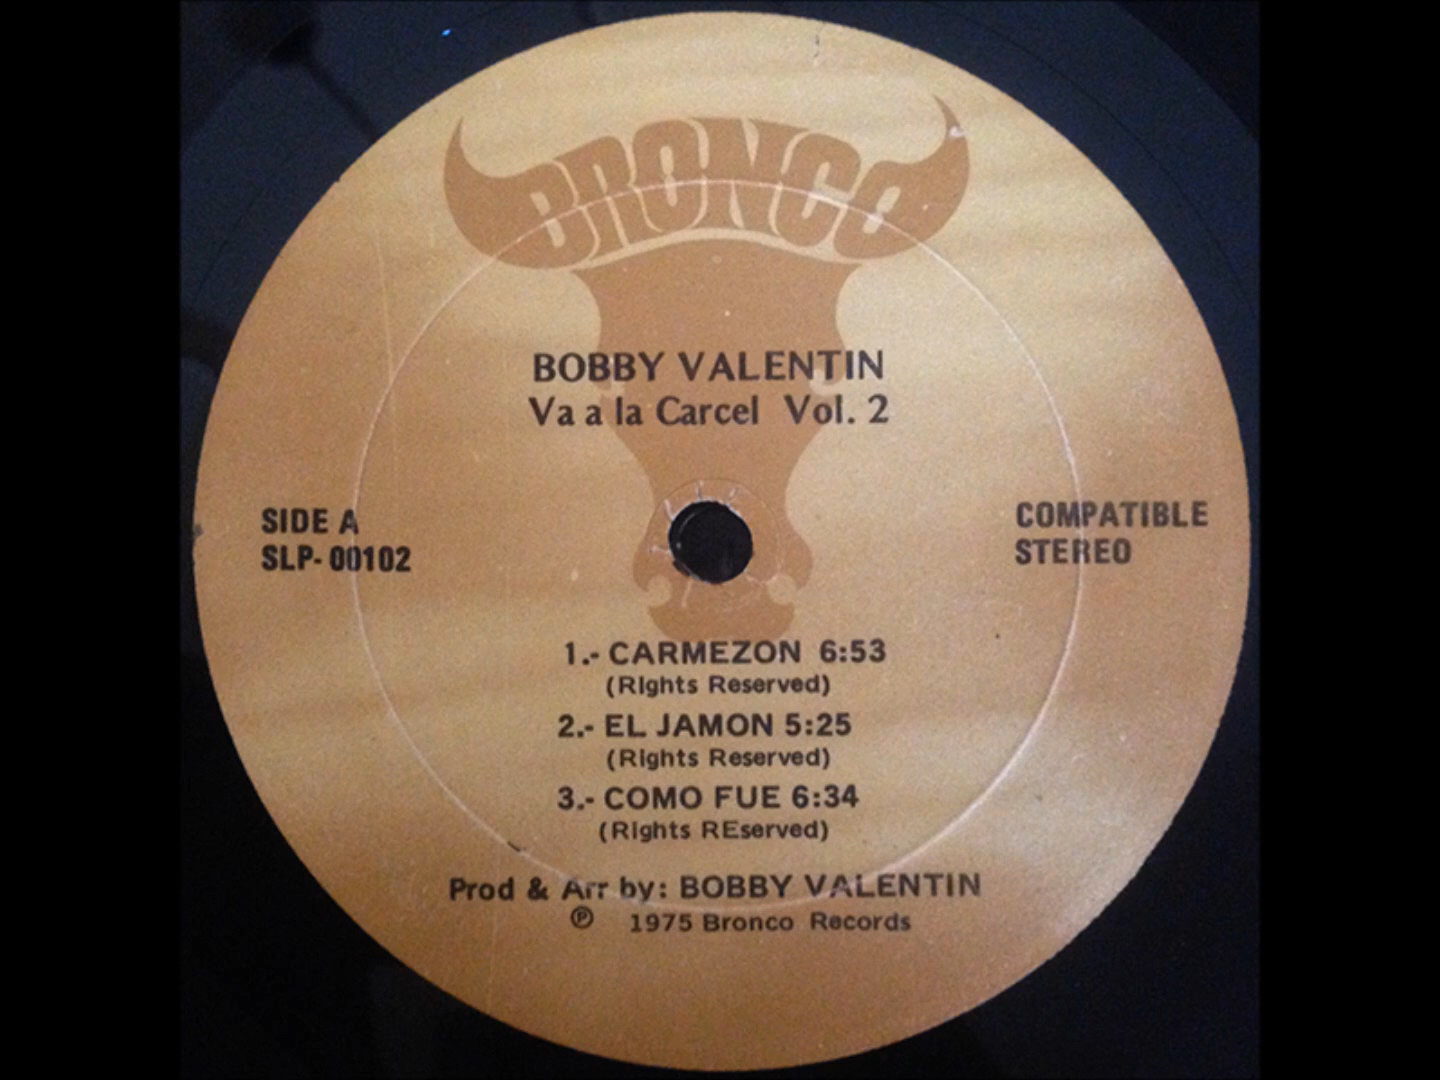 BRONCO
BOBBY VALENTIN
Va a la Carcel Vol. 2
SIDE A
SLP-00102
COMPATIBLE
STEREO
1.- CARMEZON 6:53
(RIghts Reserved)
2.- EL JAMON 5:25
(RIghts Reserved)
3.- COMO FUE 6:34
(RIghts REserved)
Prod & Arr by: BOBBY VALENTIN
℗ 1975 Bronco Records